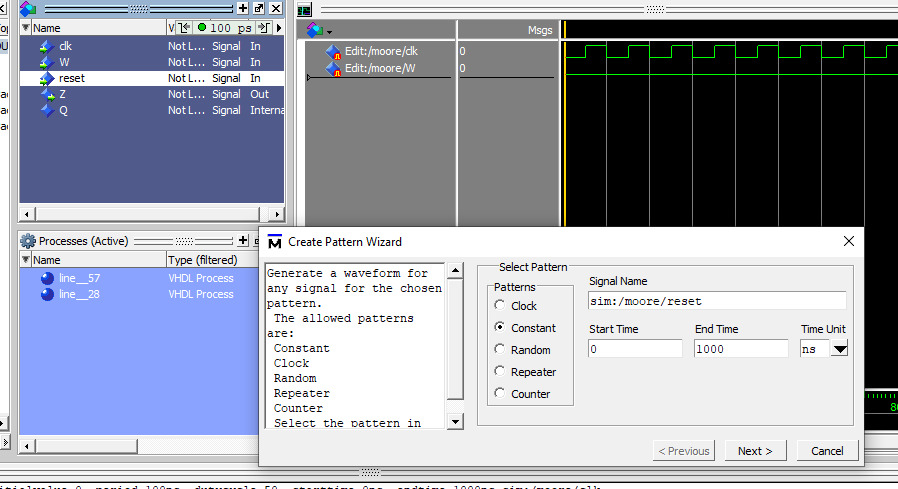 Name
100 ps
clk Not L... Signal In
W Not L... Signal In
reset Not L... Signal In
Z Not L... Signal Out
Q Not L... Signal Interna
Msgs
Edit:/moore/clk 0
Edit:/moore/W 0
Processes (Active)
Name Type (filtered)
line__57 VHDL Process
line__28 VHDL Process
Create Pattern Wizard
Generate a waveform for
any signal for the chosen
pattern.
The allowed patterns
are:
Constant
Clock
Random
Repeater
Counter
Select the pattern in
Select Pattern
Patterns
Clock
Constant
Random
Repeater
Counter
Signal Name
sim:/moore/reset
Start Time End Time Time Unit
0 1000 ns
< Previous Next > Cancel